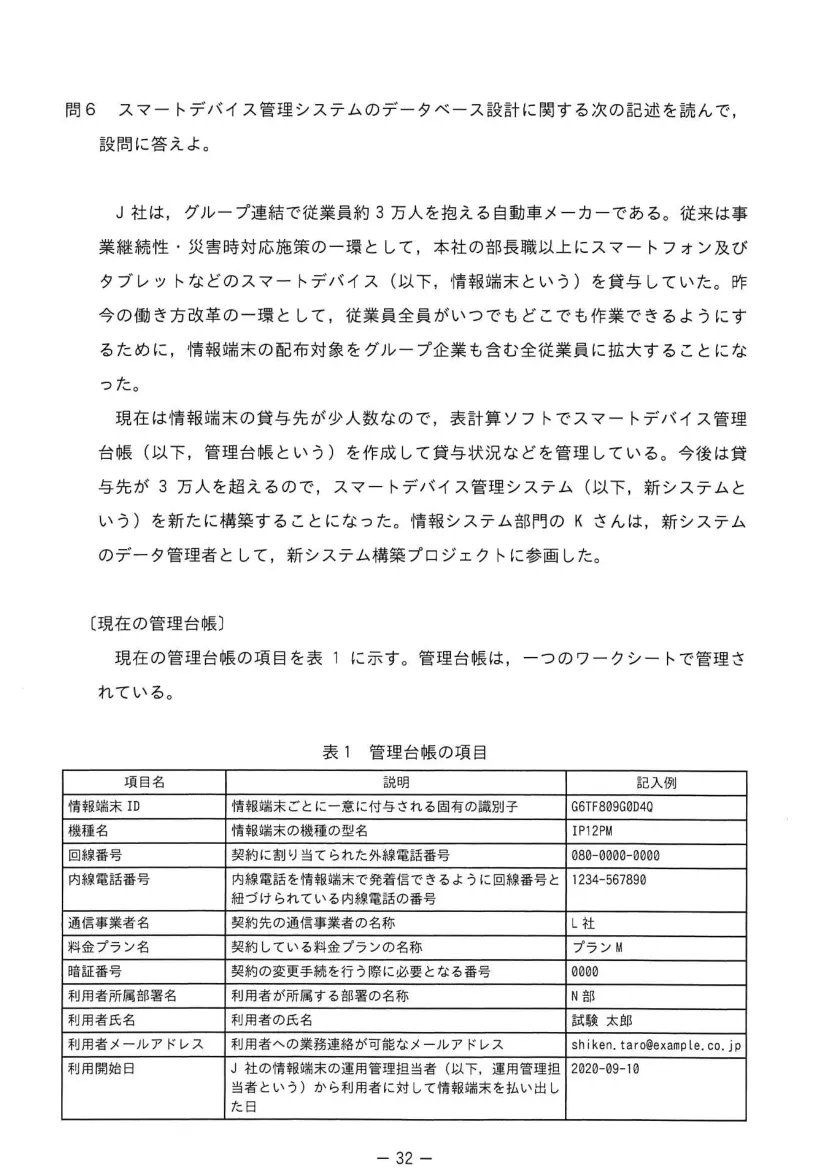 問6　スマートデバイス管理システムのデータベース設計に関する次の記述を読んで，
設問に答えよ。
J 社は，グループ連結で従業員約 3 万人を抱える自動車メーカーである。従来は事
業継続性・災害時対応施策の一環として，本社の部長職以上にスマートフォン及び
タブレットなどのスマートデバイス（以下，情報端末という）を貸与していた。昨
今の働き方改革の一環として，従業員全員がいつでもどこでも作業できるようにす
るために，情報端末の配布対象をグループ企業も含む全従業員に拡大することにな
った。
現在は情報端末の貸与先が少人数なので，表計算ソフトでスマートデバイス管理
台帳（以下，管理台帳という）を作成して貸与状況などを管理している。今後は貸
与先が 3 万人を超えるので，スマートデバイス管理システム（以下，新システムと
いう）を新たに構築することになった。情報システム部門の K さんは，新システム
のデータ管理者として，新システム構築プロジェクトに参画した。
〔現在の管理台帳〕
現在の管理台帳の項目を表 1 に示す。管理台帳は，一つのワークシートで管理さ
れている。
表1　管理台帳の項目
項目名　説明　記入例
情報端末 ID　情報端末ごとに一意に付与される固有の識別子　G6TF809G0D4Q
機種名　情報端末の機種の型名　IP12PM
回線番号　契約に割り当てられた外線電話番号　080-0000-0000
内線電話番号　内線電話を情報端末で発着信できるように回線番号と　1234-567890
紐づけられている内線電話の番号
通信事業者名　契約先の通信事業者の名称　L 社
料金プラン名　契約している料金プランの名称　プラン M
暗証番号　契約の変更手続を行う際に必要となる番号　0000
利用者所属部署名　利用者が所属する部署の名称　N 部
利用者氏名　利用者の氏名　試験 太郎
利用者メールアドレス　利用者への業務連絡が可能なメールアドレス　shiken.taro@example.co.jp
利用開始日　J 社の情報端末の運用管理担当者（以下，運用管理担　2020-09-10
当者という）から利用者に対して情報端末を払い出し
た日
－ 32 －